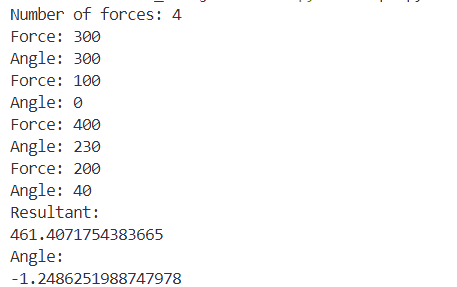 Number of forces: 4
Force: 300
Angle: 300
Force: 100
Angle: 0
Force: 400
Angle: 230
Force: 200
Angle: 40
Resultant:
461.4071754383665
Angle:
-1.2486251988747978